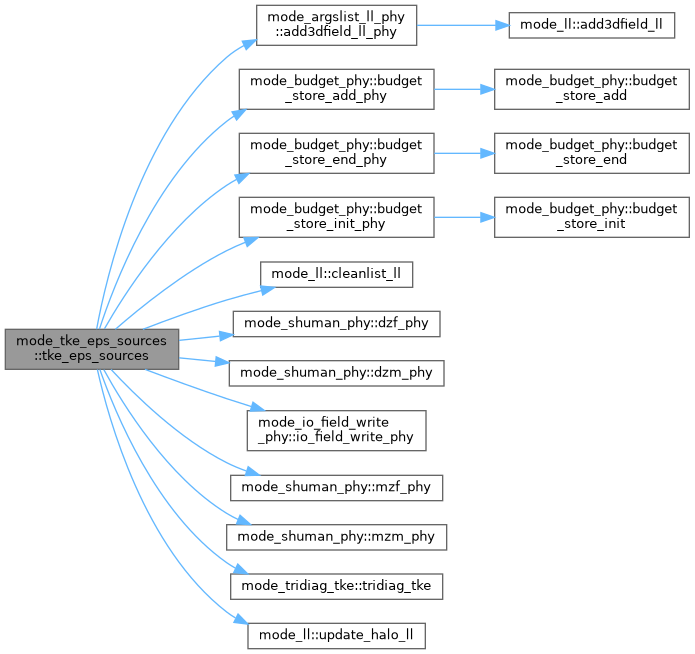 mode_argslist_ll_phy
::add3dfield_ll_phy
mode_ll::add3dfield_ll
mode_budget_phy::budget
_store_add_phy
mode_budget_phy::budget
_store_add
mode_budget_phy::budget
_store_end_phy
mode_budget_phy::budget
_store_end
mode_budget_phy::budget
_store_init_phy
mode_budget_phy::budget
_store_init
mode_ll::cleanlist_ll
mode_shuman_phy::dzf_phy
mode_tke_eps_sources
::tke_eps_sources
mode_shuman_phy::dzm_phy
mode_io_field_write
_phy::io_field_write_phy
mode_shuman_phy::mzf_phy
mode_shuman_phy::mzm_phy
mode_tridiag_tke::tridiag_tke
mode_ll::update_halo_ll